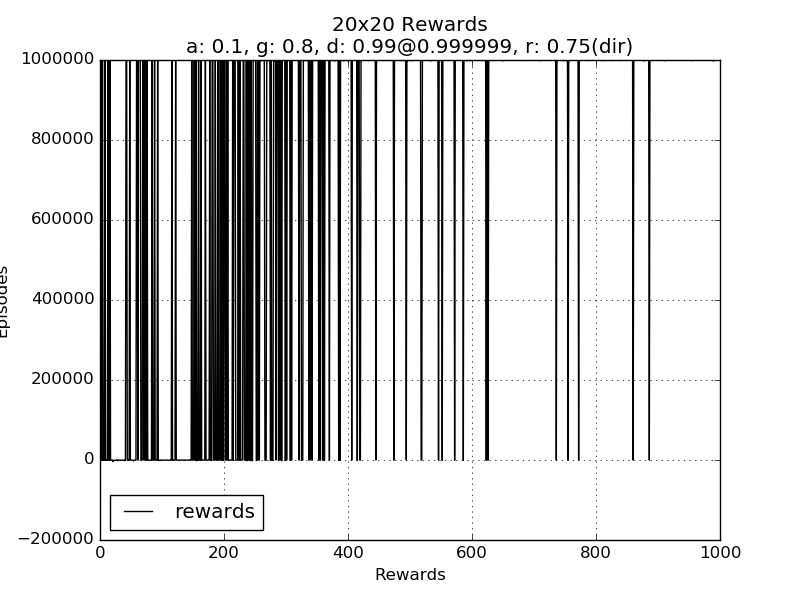 20x20 Rewards
a: 0.1, g: 0.8, d: 0.99@0.999999, r: 0.75(dir)
1000000
800000
600000
400000
200000
0
−200000
Episodes
rewards
0 200 400 600 800 1000
Rewards